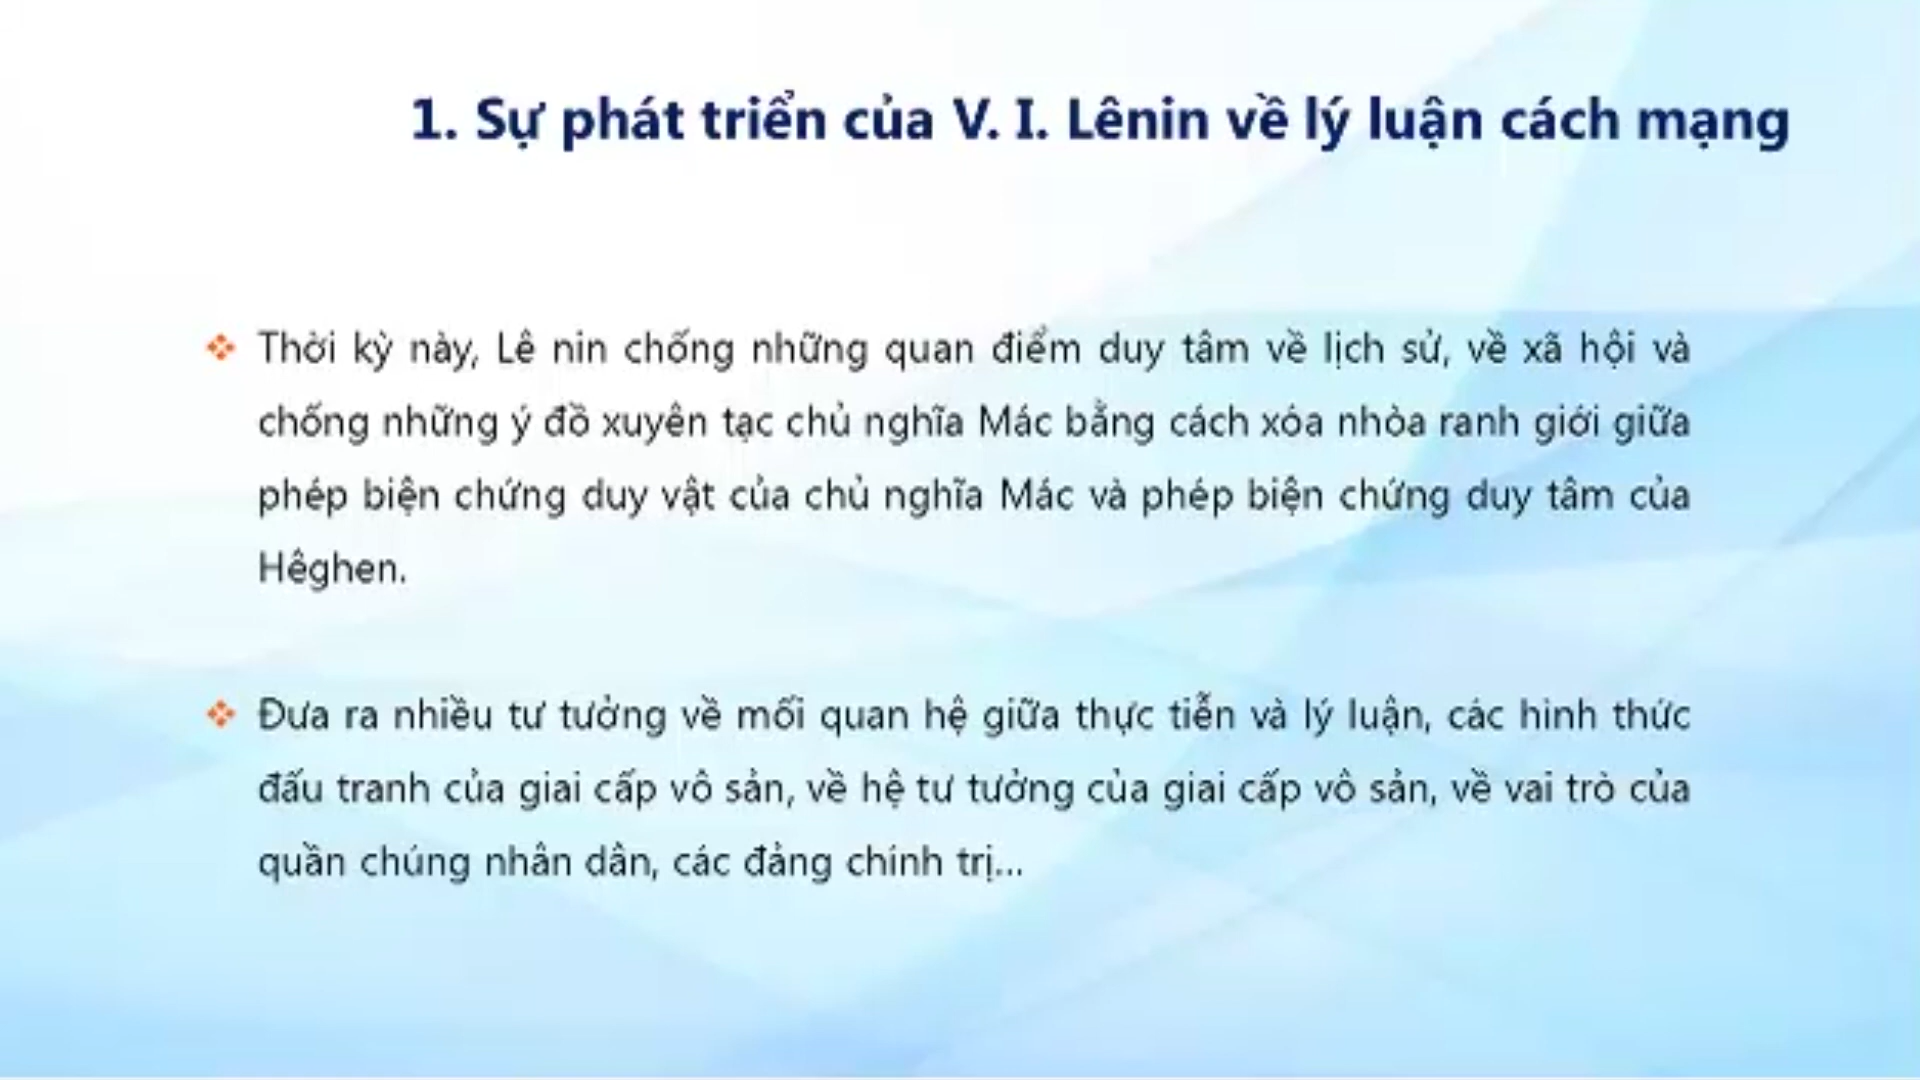 1. Sự phát triển của V. I. Lênin về lý luận cách mạng
Thời kỳ này, Lê nin chống những quan điểm duy tâm về lịch sử, về xã hội và
chống những ý đồ xuyên tạc chủ nghĩa Mác bằng cách xóa nhòa ranh giới giữa
phép biện chứng duy vật của chủ nghĩa Mác và phép biện chứng duy tâm của
Hêghen.
Đưa ra nhiều tư tưởng về mối quan hệ giữa thực tiễn và lý luận, các hình thức
đấu tranh của giai cấp vô sản, về hệ tư tưởng của giai cấp vô sản, về vai trò của
quần chúng nhân dân, các đảng chính trị...